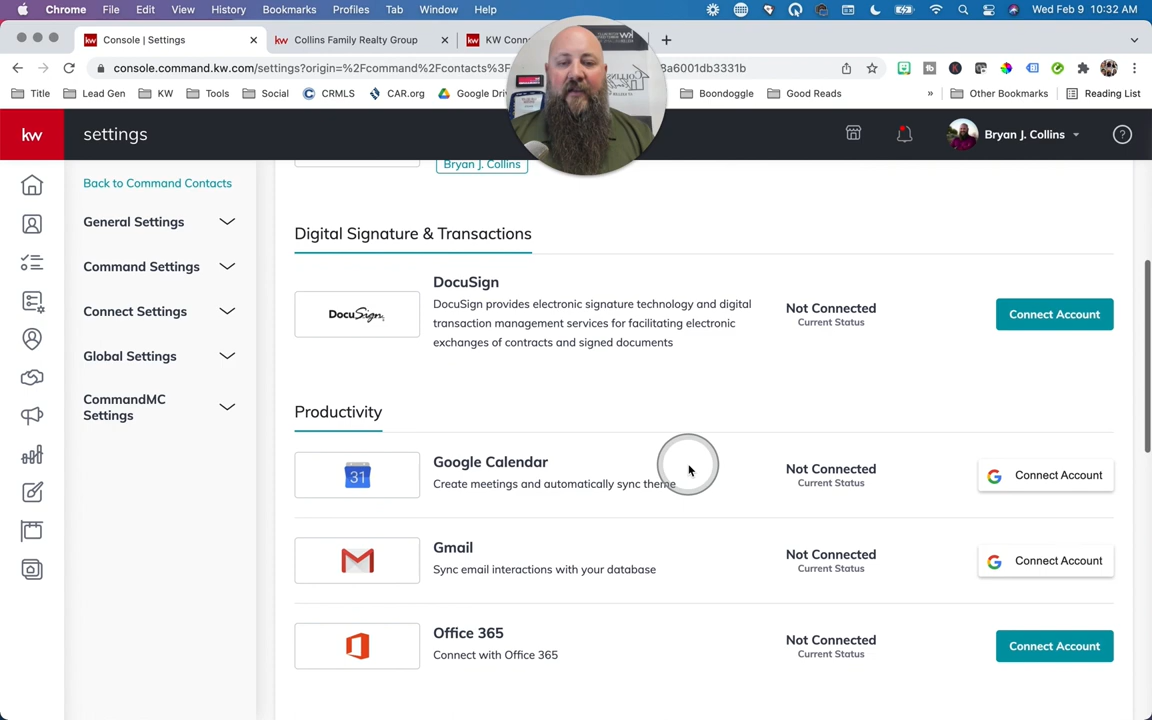 Chrome File Edit View History Bookmarks Profiles Tab Window Help Wed Feb 9 10:32 AM
Console | Settings
Collins Family Realty Group
console.command.kw.com/settings?origin=%2Fcommand%2Fcontacts%3F
8a6001db3331b
Title Lead Gen KW Tools Social CRMLS CAR.org Boondoggle Good Reads » Other Bookmarks Reading List
kw settings
Bryan J. Collins
Bryan J. Collins
Back to Command Contacts
General Settings
Command Settings
Connect Settings
Global Settings
CommandMC
Settings
Digital Signature & Transactions
DocuSign
DocuSign
DocuSign provides electronic signature technology and digital
transaction management services for facilitating electronic
exchanges of contracts and signed documents
Not Connected
Current Status
Connect Account
Productivity
31
Google Calendar
Create meetings and automatically sync theme
Not Connected
Current Status
Connect Account
Gmail
Sync email interactions with your database
Not Connected
Current Status
Connect Account
Office 365
Connect with Office 365
Not Connected
Current Status
Connect Account